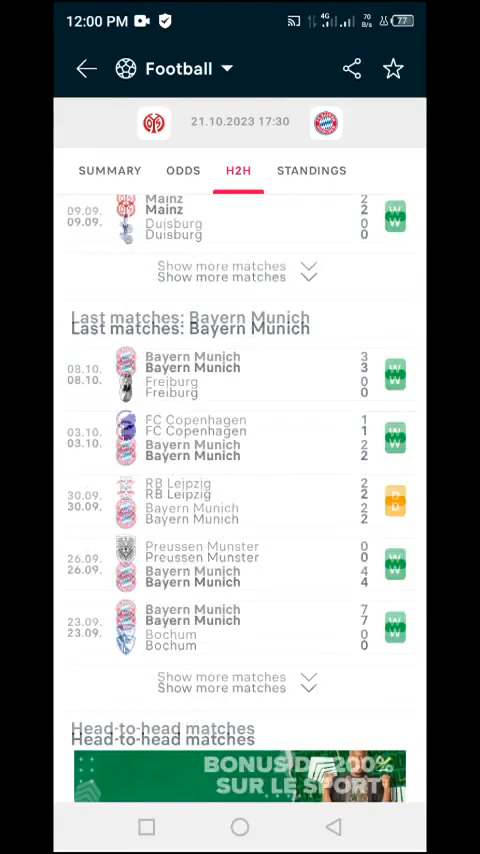 12:00 PM 4G 70 B/s 77
Football
21.10.2023 17:30
SUMMARY ODDS H2H STANDINGS
09.09. Mainz 2 W
Duisburg 0
Show more matches
Last matches: Bayern Munich
08.10. Bayern Munich 3 W
Freiburg 0
03.10. FC Copenhagen 1 W
Bayern Munich 2
30.09. RB Leipzig 2 D
Bayern Munich 2
26.09. Preussen Munster 0 W
Bayern Munich 4
23.09. Bayern Munich 7 W
Bochum 0
Show more matches
Head-to-head matches
BONUS DE 200%
SUR LE SPORT